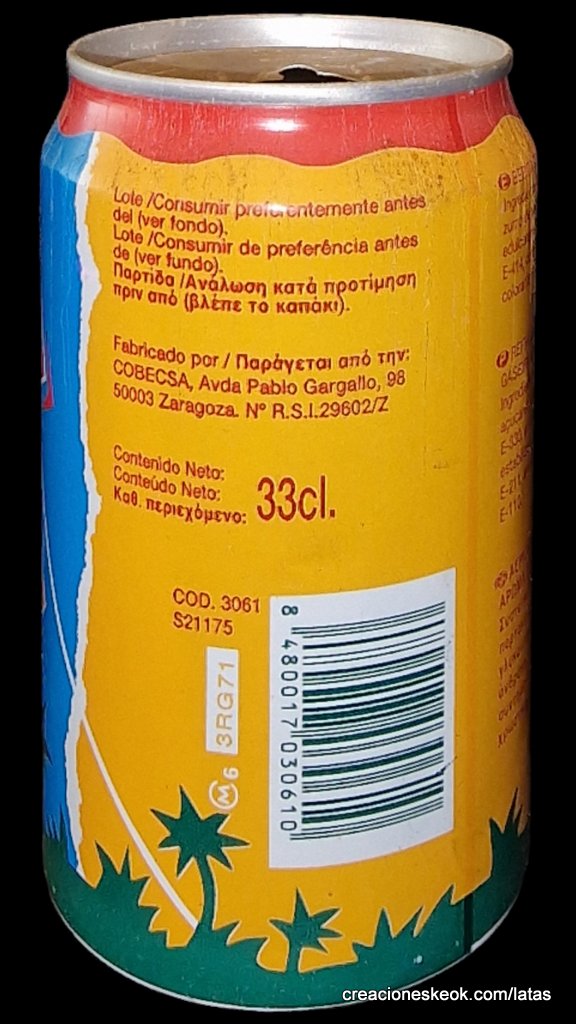 Lote /Consumir preferentemente antes
del (ver fondo).
Lote /Consumir de preferência antes
de (ver fundo).
Παρτίδα /Ανάλωση κατά προτίμηση
πριν από (βλέπε το καπάκι).
Fabricado por / Παράγεται από την:
COBECSA, Avda Pablo Gargallo, 98
50003 Zaragoza. Nº R.S.I.29602/Z
Contenido Neto:
Conteúdo Neto:
Καθ. περιεχόμενο:
33cl.
COD. 3061
S21175
3RG71
M 6
8 480017 030610
E
P
creacioneskeok.com/latas